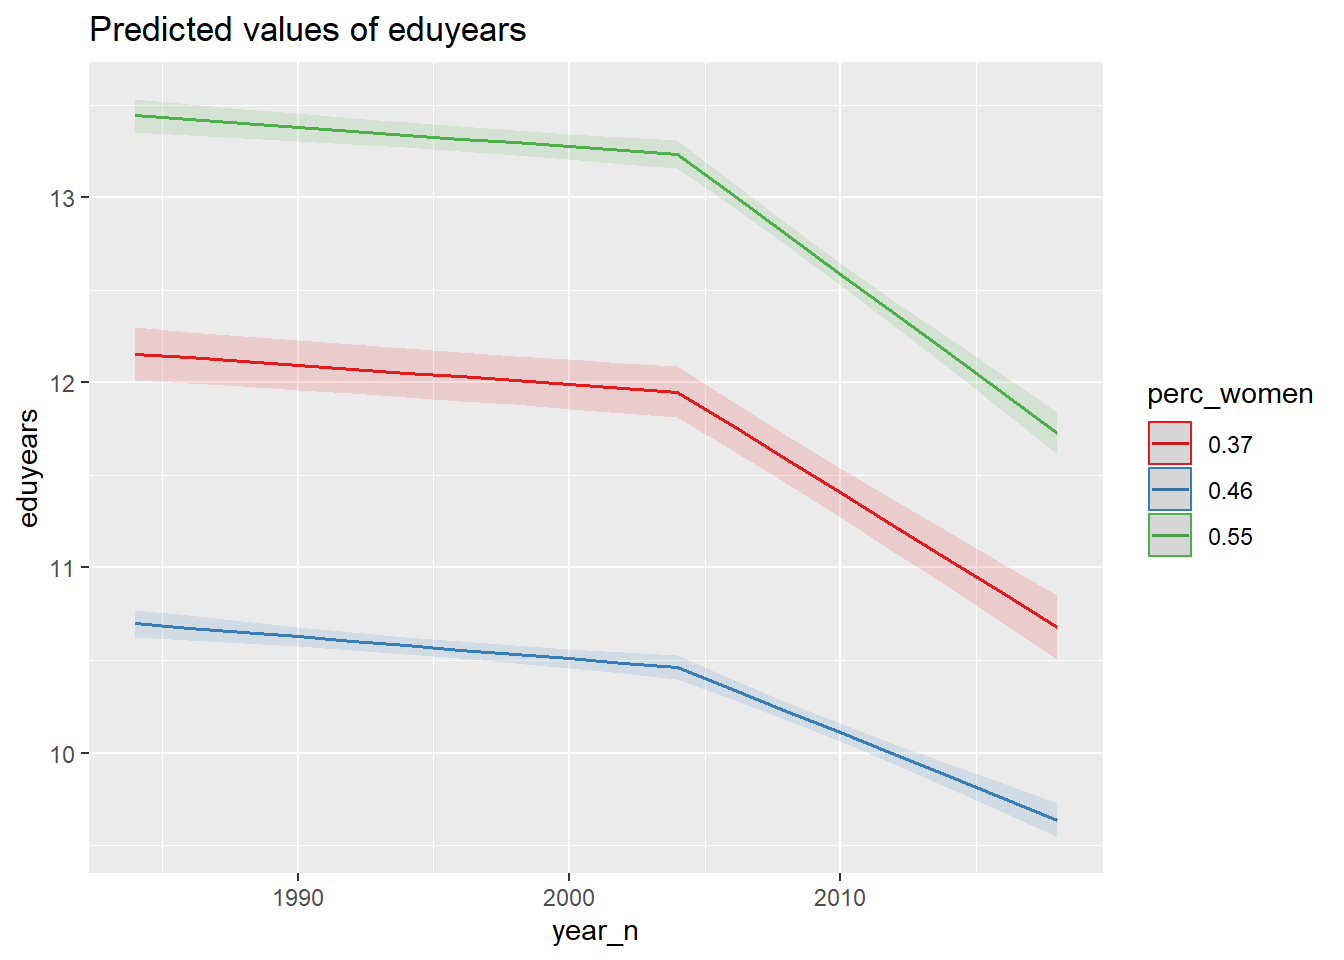 Predicted values of eduyears
13
12
11
10
eduyears
1990
2000
2010
year_n
perc_women
0.37
0.46
0.55